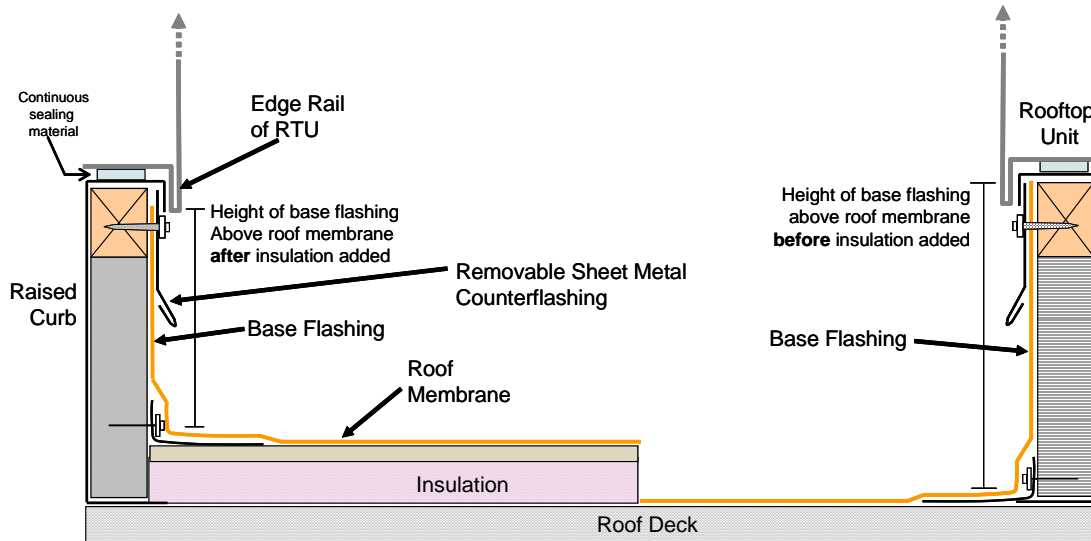 Continuous
sealing
material
Edge Rail
of RTU
Rooftop
Unit
Height of base flashing
Above roof membrane
after insulation added
Height of base flashing
above roof membrane
before insulation added
Removable Sheet Metal
Counterflashing
Raised
Curb
Base Flashing
Base Flashing
Roof
Membrane
Insulation
Roof Deck